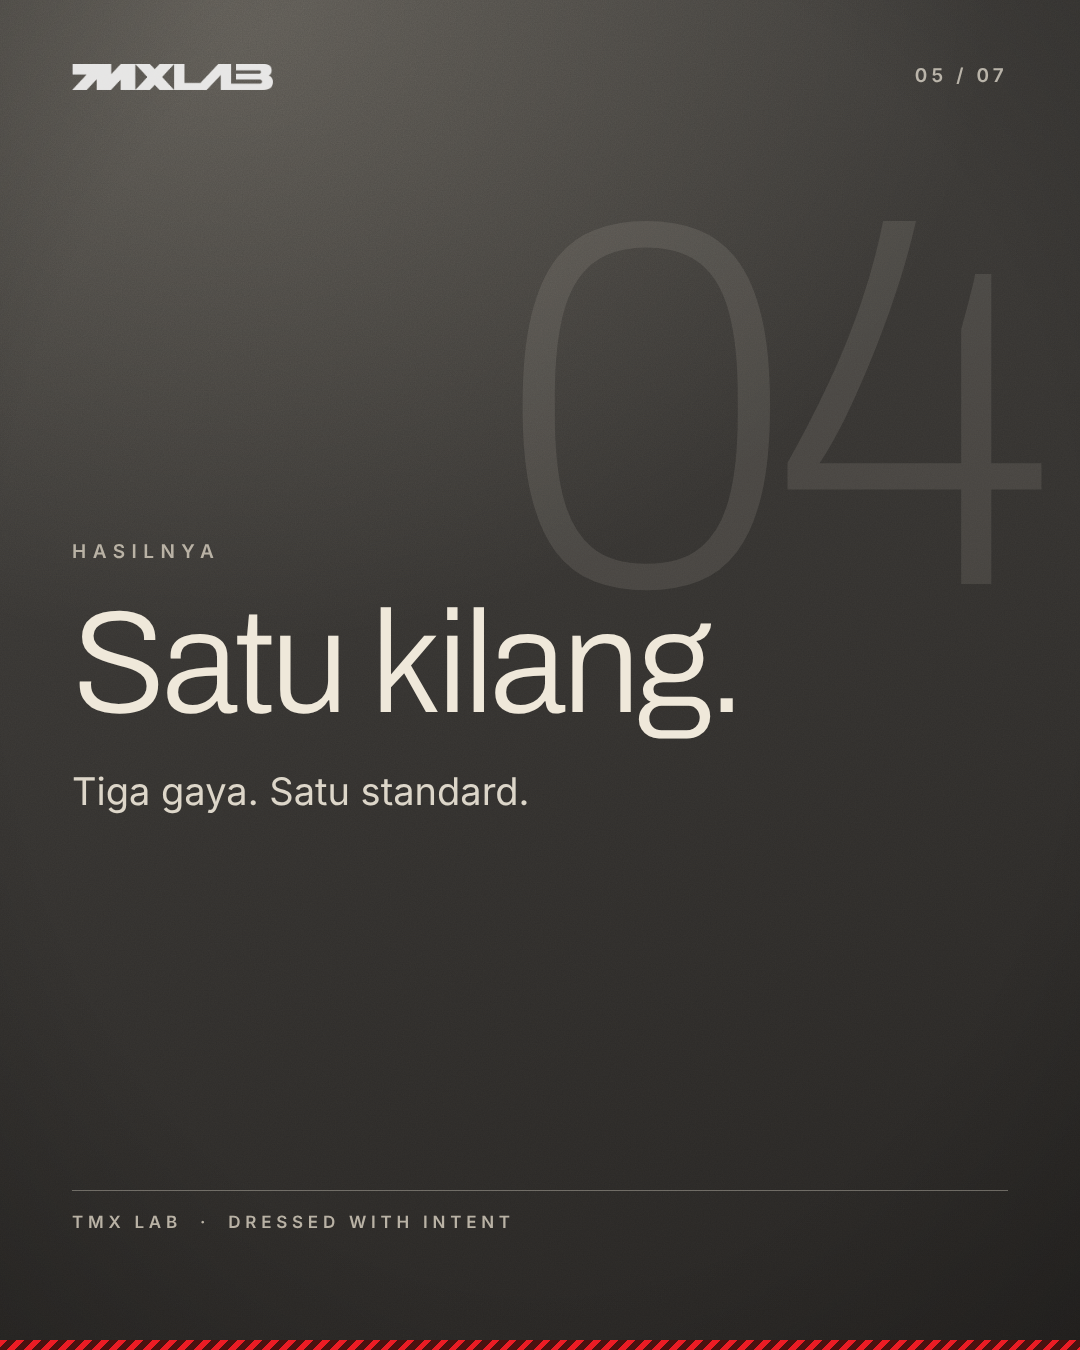 TMXLAB
05 / 07
04
HASILNYA
Satu kilang.
Tiga gaya. Satu standard.
TMX LAB · DRESSED WITH INTENT